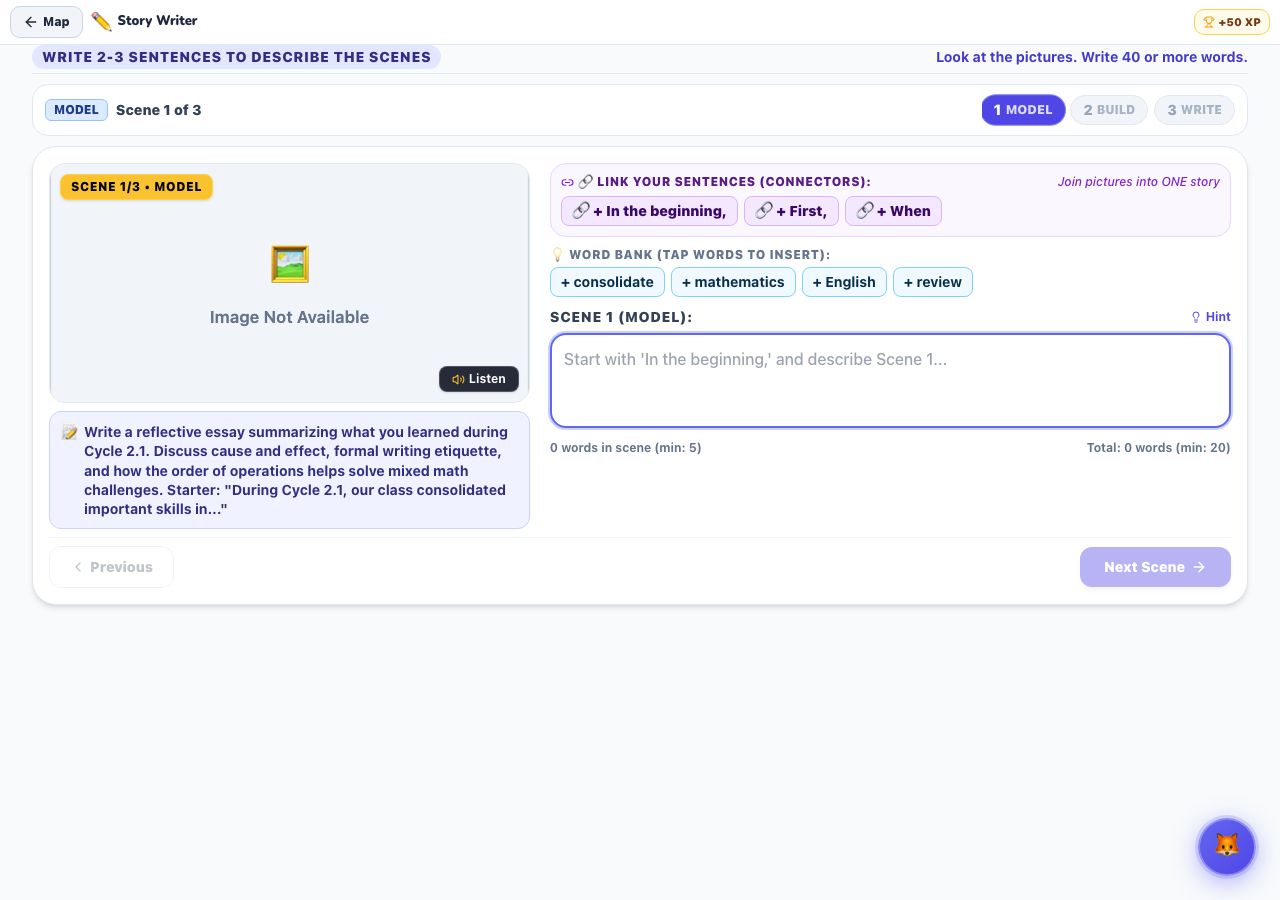 Map
Story Writer
+50 XP
WRITE 2-3 SENTENCES TO DESCRIBE THE SCENES
Look at the pictures. Write 40 or more words.
MODEL
Scene 1 of 3
1 MODEL
2 BUILD
3 WRITE
SCENE 1/3 • MODEL
Image Not Available
Listen
Write a reflective essay summarizing what you learned during
Cycle 2.1. Discuss cause and effect, formal writing etiquette,
and how the order of operations helps solve mixed math
challenges. Starter: "During Cycle 2.1, our class consolidated
important skills in..."
LINK YOUR SENTENCES (CONNECTORS):
Join pictures into ONE story
+ In the beginning,
+ First,
+ When
WORD BANK (TAP WORDS TO INSERT):
+ consolidate
+ mathematics
+ English
+ review
SCENE 1 (MODEL):
Hint
Start with 'In the beginning,' and describe Scene 1...
0 words in scene (min: 5)
Total: 0 words (min: 20)
Previous
Next Scene